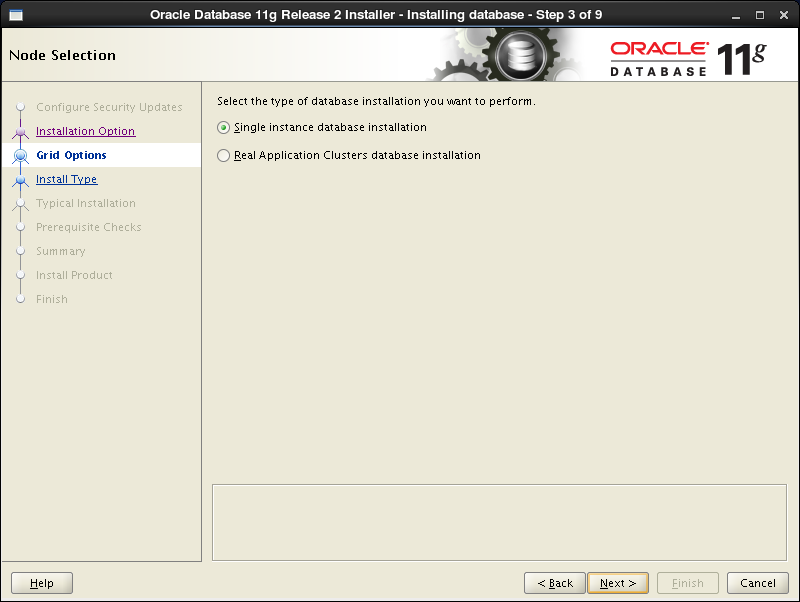 Oracle Database 11g Release 2 Installer - Installing database - Step 3 of 9
Node Selection
ORACLE
DATABASE
11g
Configure Security Updates
Installation Option
Grid Options
Install Type
Typical Installation
Prerequisite Checks
Summary
Install Product
Finish
Select the type of database installation you want to perform.
Single instance database installation
Real Application Clusters database installation
Help
< Back
Next >
Finish
Cancel